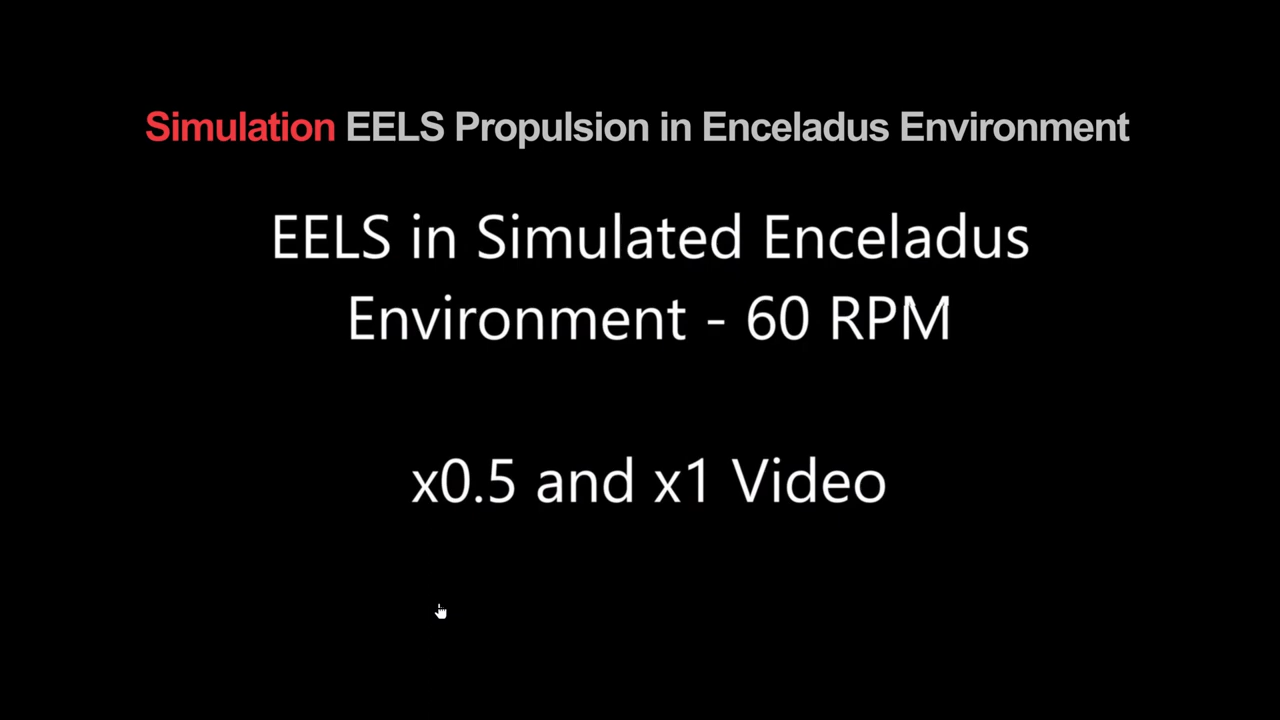 Simulation EELS Propulsion in Enceladus Environment
EELS in Simulated Enceladus
Environment - 60 RPM
x0.5 and x1 Video